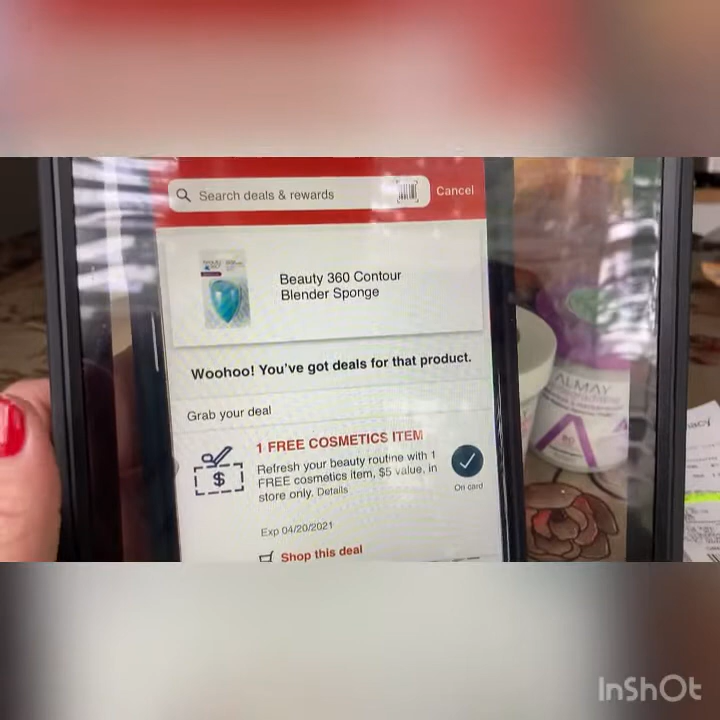 Search deals & rewards
Cancel
Beauty 360 Contour
Blender Sponge
Woohoo! You've got deals for that product.
Grab your deal
1 FREE COSMETICS ITEM
Refresh your beauty routine with 1
FREE cosmetics item, $5 value, in
store only. Details
$
On card
Exp 04/20/2021
Shop this deal
ALMAY
InShOt